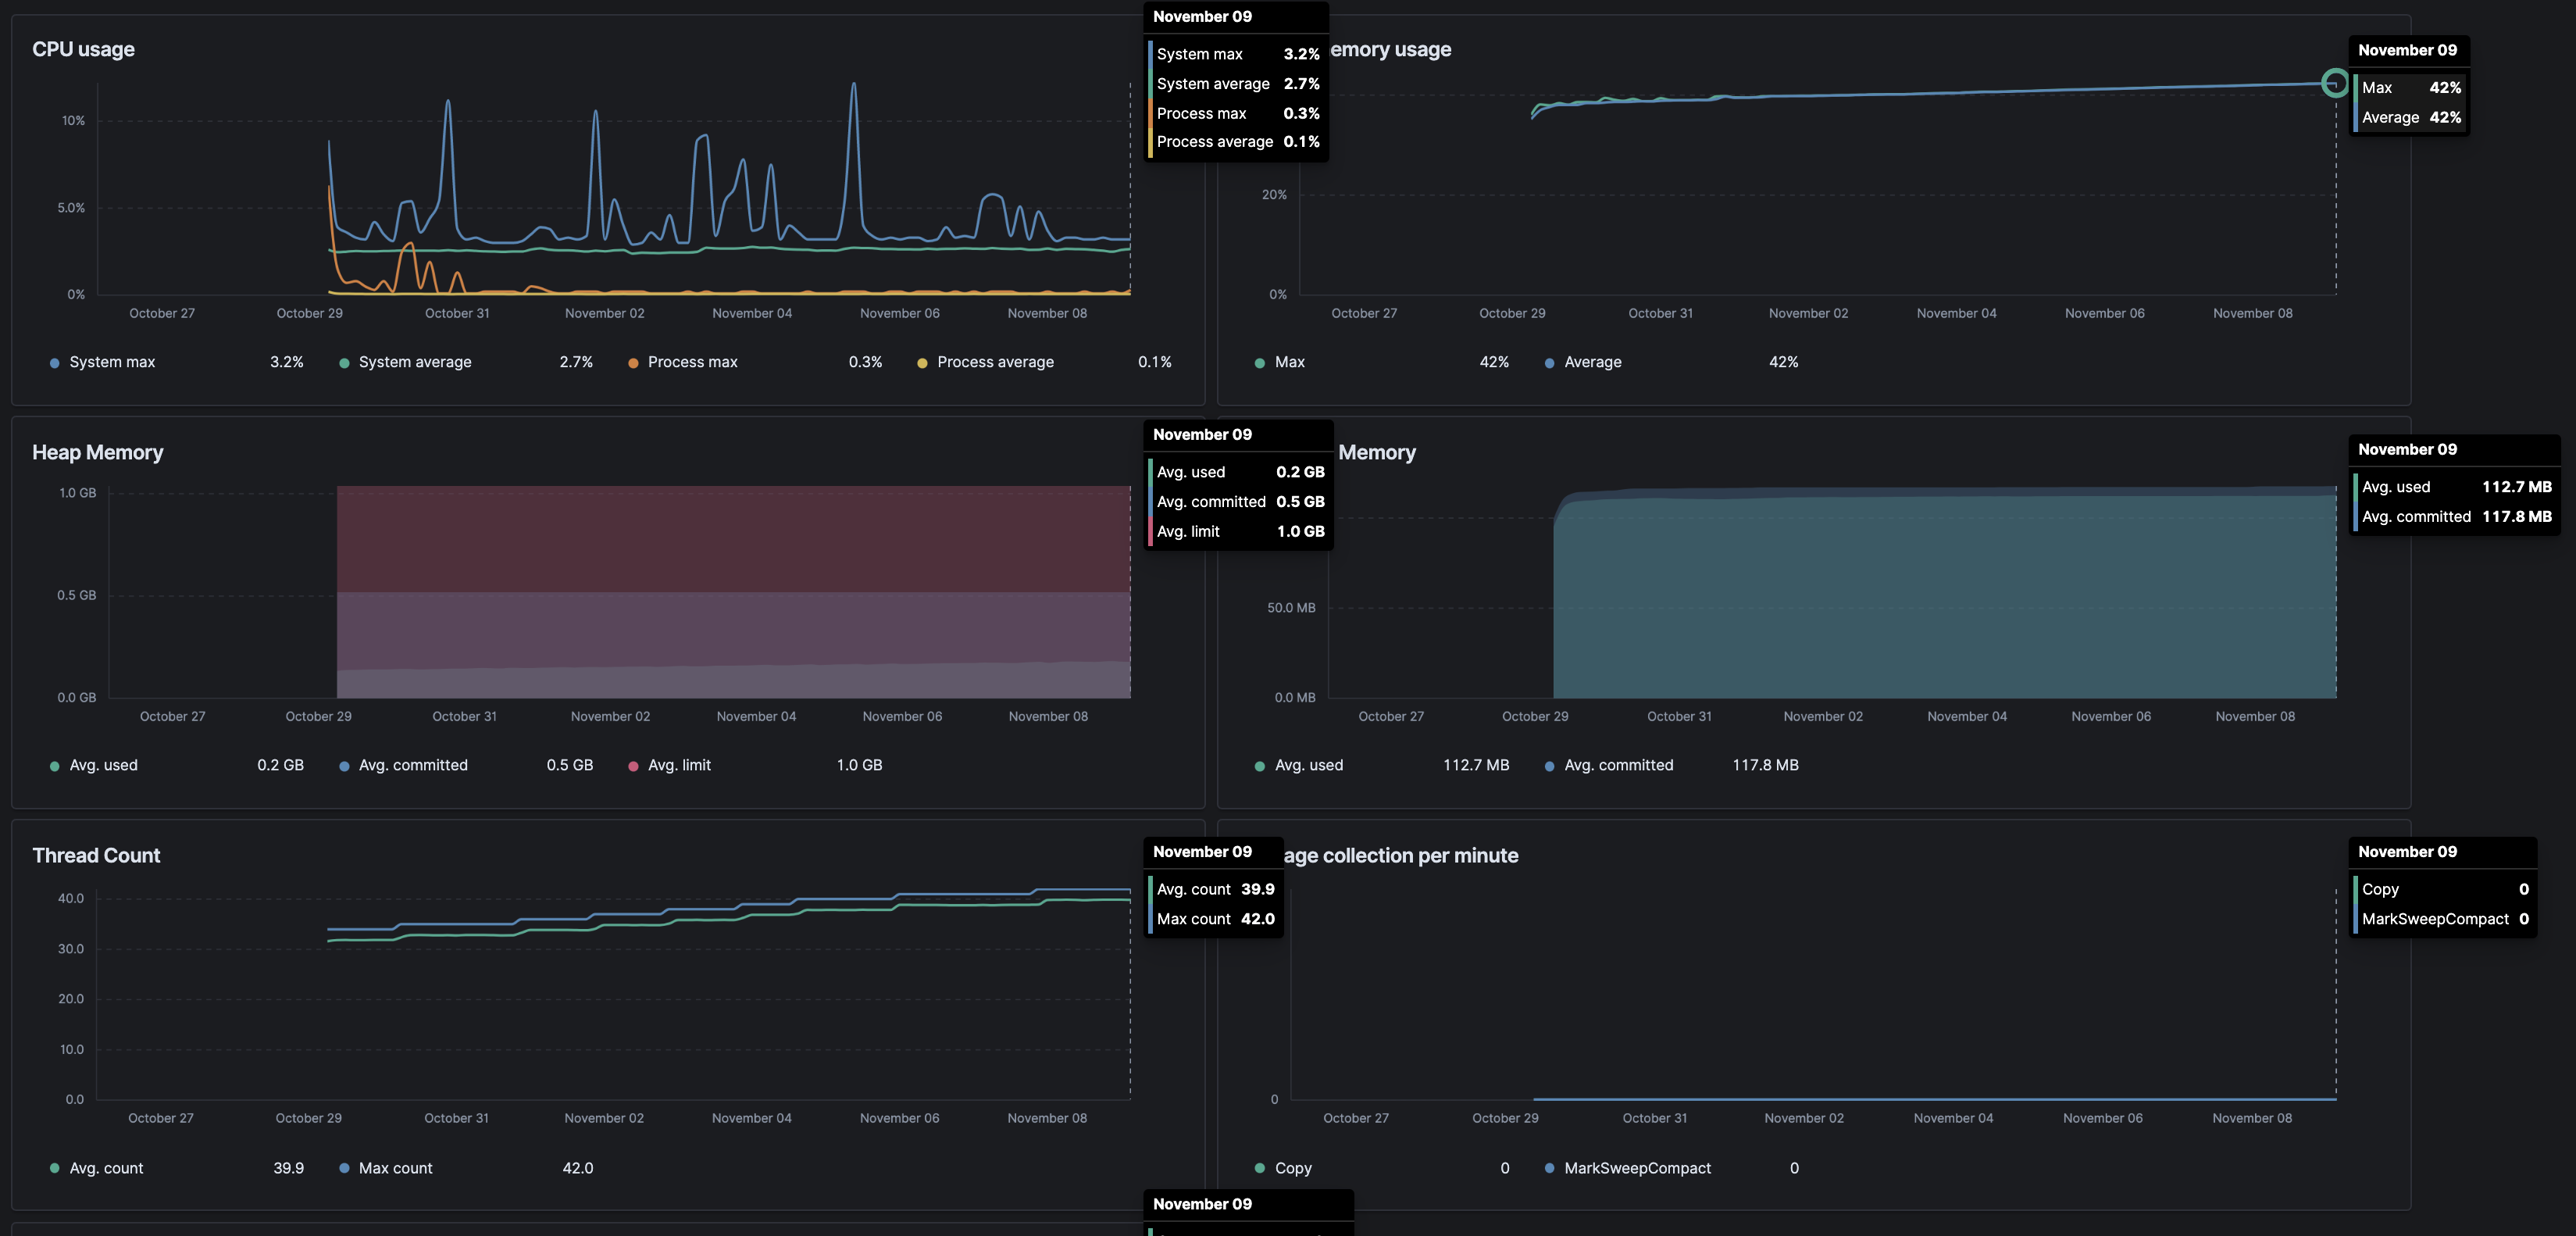 CPU usage
10%
5.0%
0%
October 27
October 29
October 31
November 02
November 04
November 06
November 08
System max 3.2%
System average 2.7%
Process max 0.3%
Process average 0.1%
November 09
System max 3.2%
System average 2.7%
Process max 0.3%
Process average 0.1%
emory usage
20%
0%
October 27
October 29
October 31
November 02
November 04
November 06
November 08
Max 42%
Average 42%
November 09
Max 42%
Average 42%
Heap Memory
1.0 GB
0.5 GB
0.0 GB
October 27
October 29
October 31
November 02
November 04
November 06
November 08
Avg. used 0.2 GB
Avg. committed 0.5 GB
Avg. limit 1.0 GB
November 09
Avg. used 0.2 GB
Avg. committed 0.5 GB
Avg. limit 1.0 GB
Memory
50.0 MB
0.0 MB
October 27
October 29
October 31
November 02
November 04
November 06
November 08
Avg. used 112.7 MB
Avg. committed 117.8 MB
November 09
Avg. used 112.7 MB
Avg. committed 117.8 MB
Thread Count
40.0
30.0
20.0
10.0
0.0
October 27
October 29
October 31
November 02
November 04
November 06
November 08
Avg. count 39.9
Max count 42.0
November 09
Avg. count 39.9
Max count 42.0
age collection per minute
0
October 27
October 29
October 31
November 02
November 04
November 06
November 08
Copy 0
MarkSweepCompact 0
November 09
Copy 0
MarkSweepCompact 0
November 09